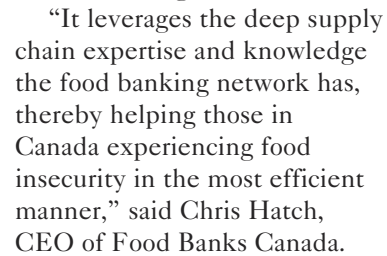 “It leverages the deep supply
chain expertise and knowledge
the food banking network has,
thereby helping those in
Canada experiencing food
insecurity in the most efficient
manner,” said Chris Hatch,
CEO of Food Banks Canada.